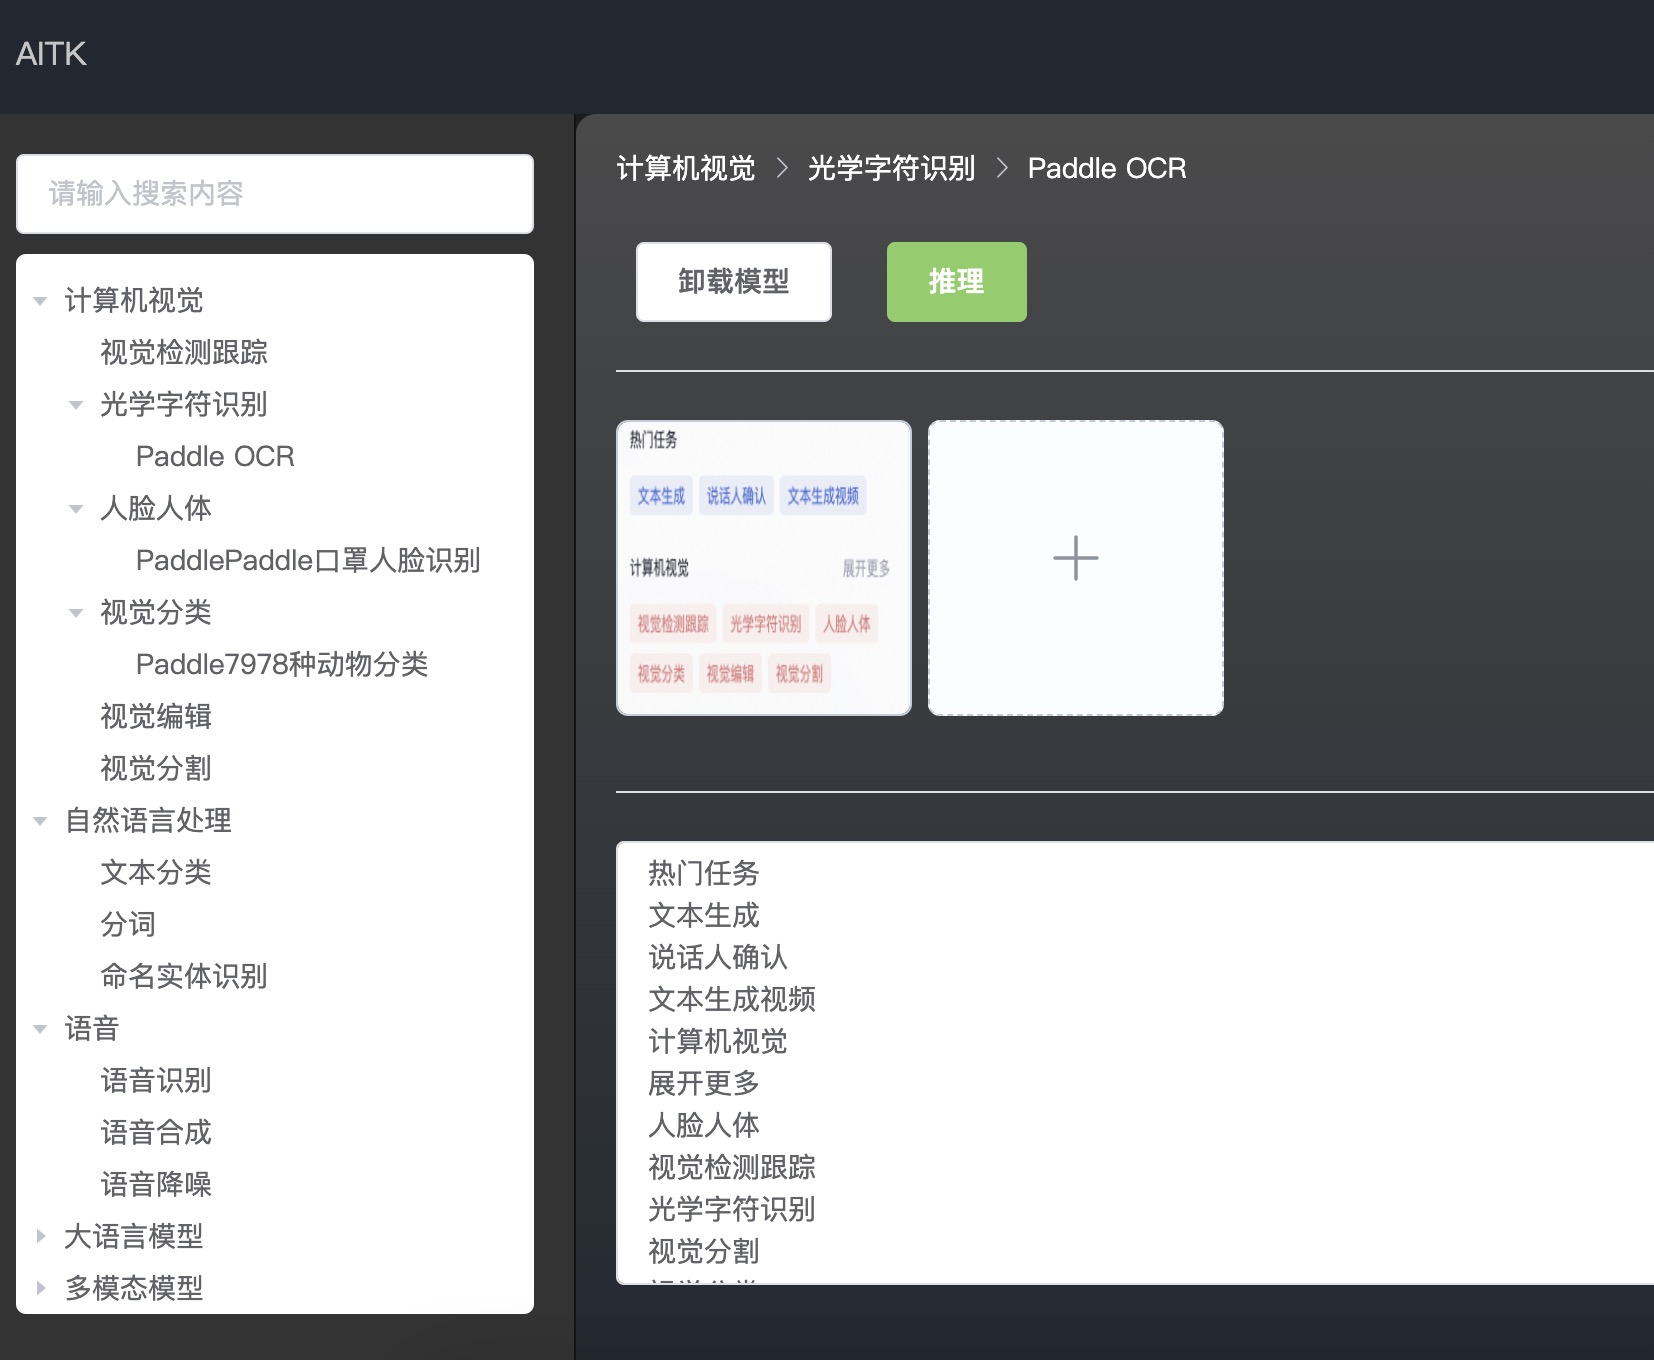 AITK
请输入搜索内容
计算机视觉
视觉检测跟踪
光学字符识别
Paddle OCR
人脸人体
PaddlePaddle口罩人脸识别
视觉分类
Paddle7978种动物分类
视觉编辑
视觉分割
自然语言处理
文本分类
分词
命名实体识别
语音
语音识别
语音合成
语音降噪
大语言模型
多模态模型
计算机视觉 > 光学字符识别 > Paddle OCR
卸载模型 推理
热门任务
文本生成 说话人确认 文本生成视频
计算机视觉 展开更多
视觉检测跟踪 光学字符识别 人脸人体
视觉分类 视觉编辑 视觉分割
热门任务
文本生成
说话人确认
文本生成视频
计算机视觉
展开更多
人脸人体
视觉检测跟踪
光学字符识别
视觉分割